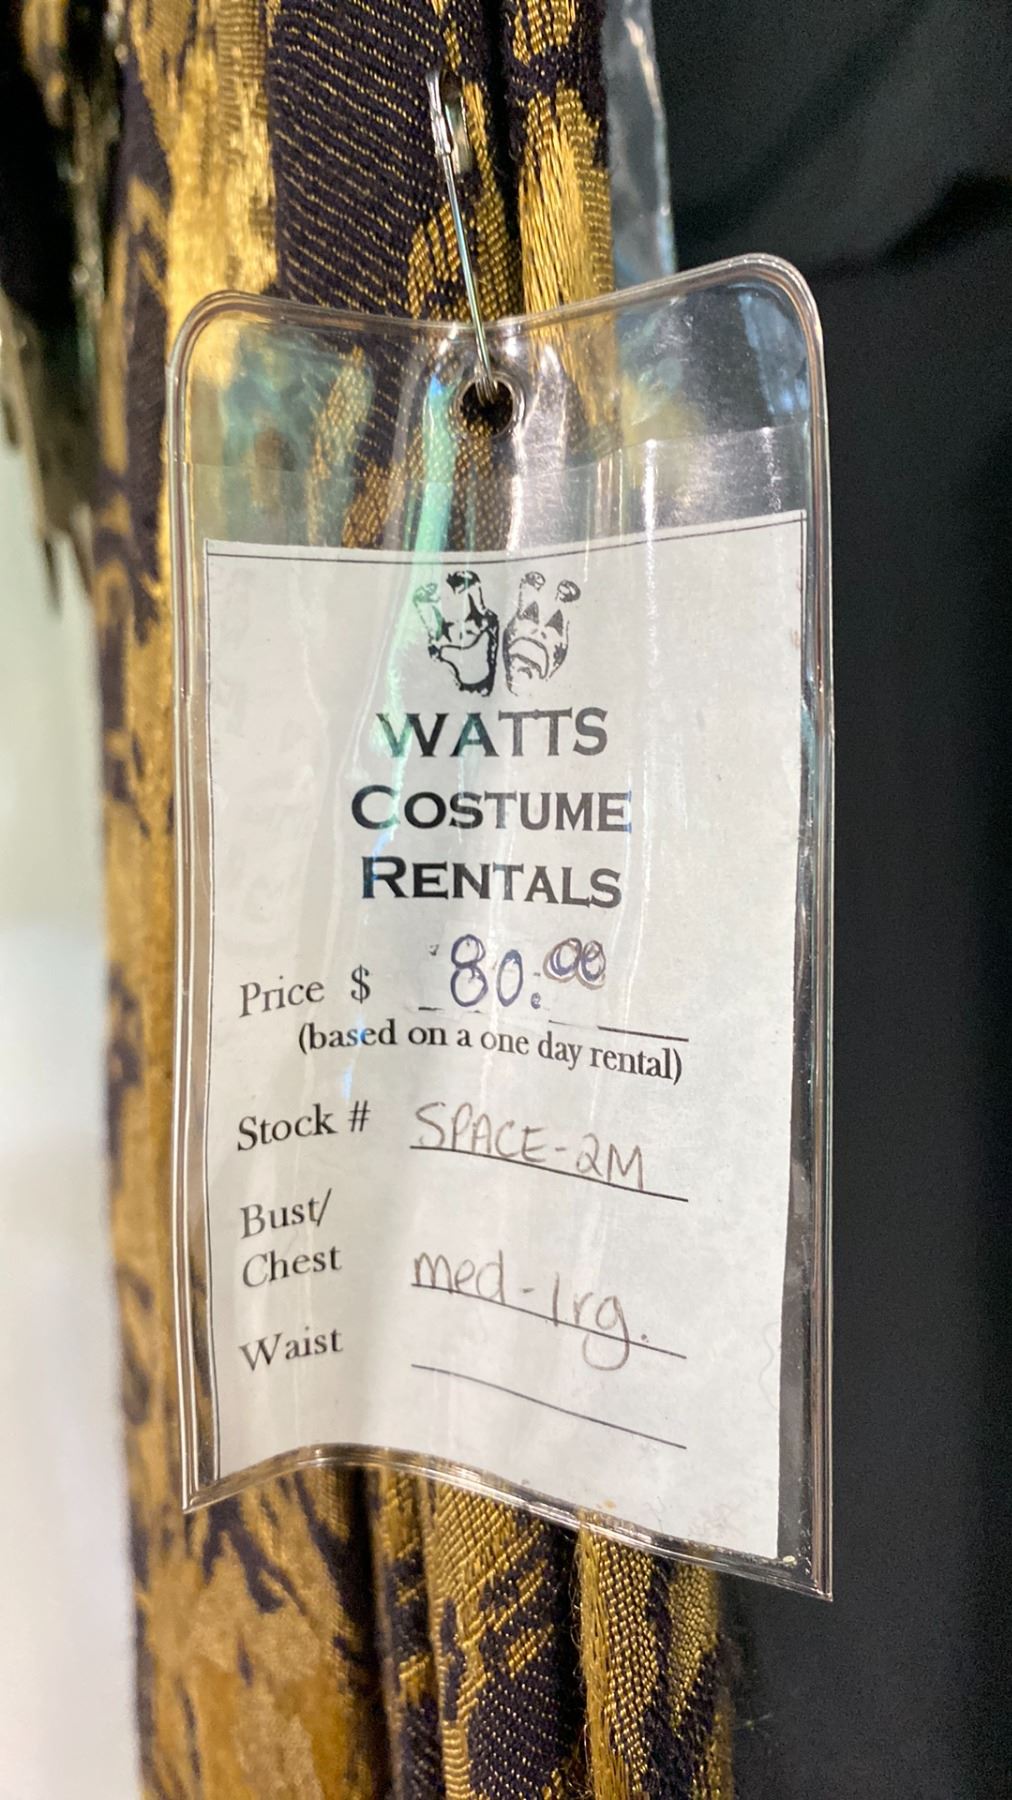 WATTS
COSTUME
RENTALS
Price $ 80.00
(based on a one day rental)
Stock # SPACE-2M
Bust/
Chest med-lrg.
Waist